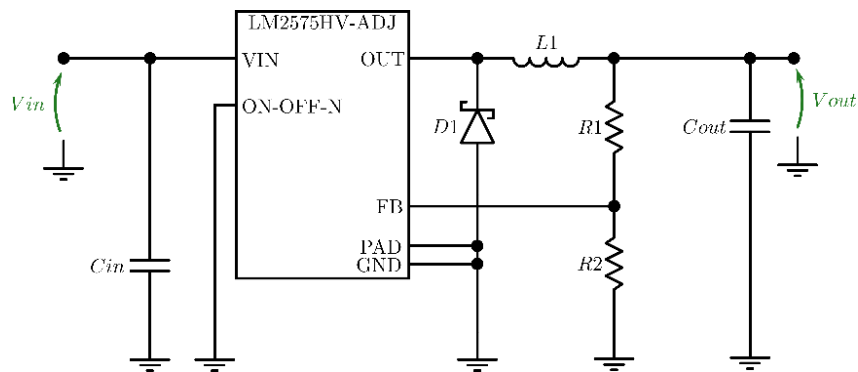 LM2575HV-ADJ
VIN
OUT
L1
Vin
ON-OFF-N
D1
R1
Cout
Vout
FB
PAD
GND
Cin
R2